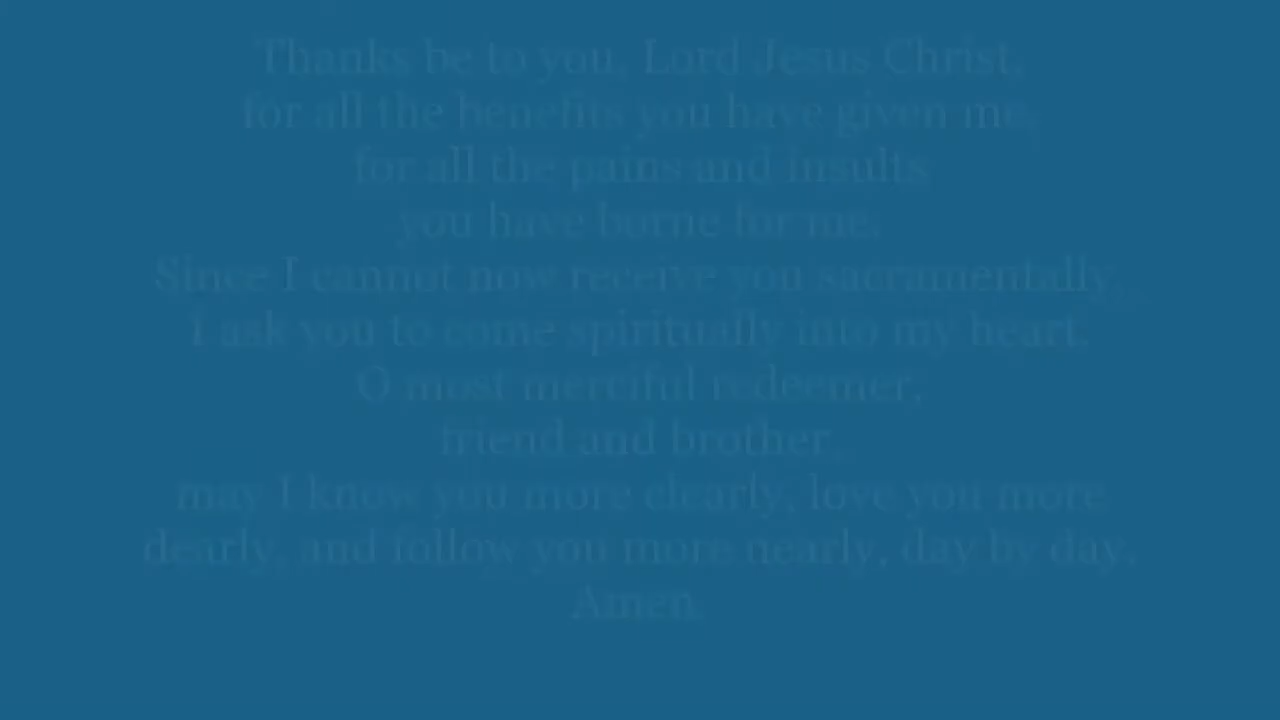 Thanks be to you, Lord Jesus Christ,
for all the benefits you have given me,
for all the pains and insults
you have borne for me.
Since I cannot now receive you sacramentally,
I ask you to come spiritually into my heart.
O most merciful redeemer,
friend and brother,
may I know you more clearly, love you more
dearly, and follow you more nearly, day by day.
Amen.